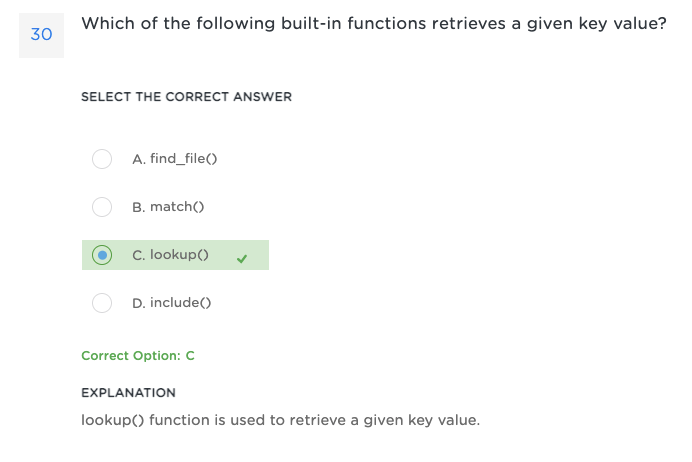 30
Which of the following built-in functions retrieves a given key value?
SELECT THE CORRECT ANSWER
A. find_file()
B. match()
C. lookup()
D. include()
Correct Option: C
EXPLANATION
lookup() function is used to retrieve a given key value.